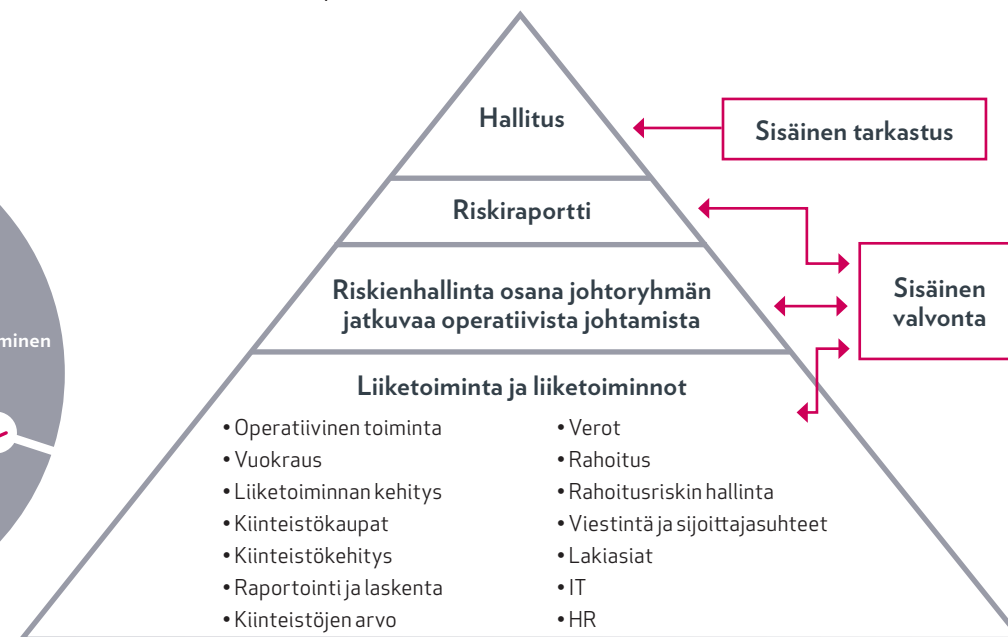 Hallitus
Sisäinen tarkastus
Riskiraportti
Riskienhallinta osana johtoryhmän
jatkuvaa operatiivista johtamista
Sisäinen
valvonta
minen
Liiketoiminta ja liiketoiminnot
• Operatiivinen toiminta
• Vuokraus
• Liiketoiminnan kehitys
• Kiinteistökaupat
• Kiinteistökehitys
• Raportointi ja laskenta
• Kiinteistöjen arvo
• Verot
• Rahoitus
• Rahoitusriskin hallinta
• Viestintä ja sijoittajasuhteet
• Lakiasiat
• IT
• HR